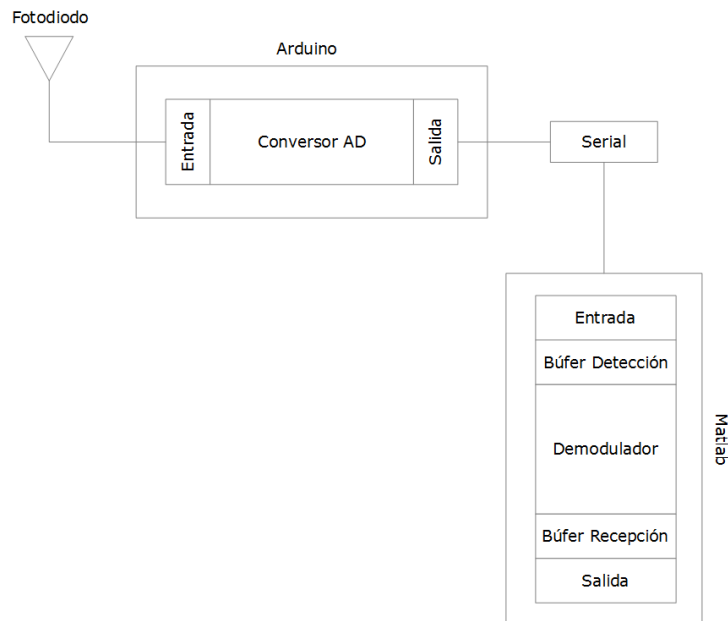 Fotodiodo
Arduino
Entrada
Conversor AD
Salida
Serial
Entrada
Búfer Detección
Demodulador
Búfer Recepción
Salida
Matlab